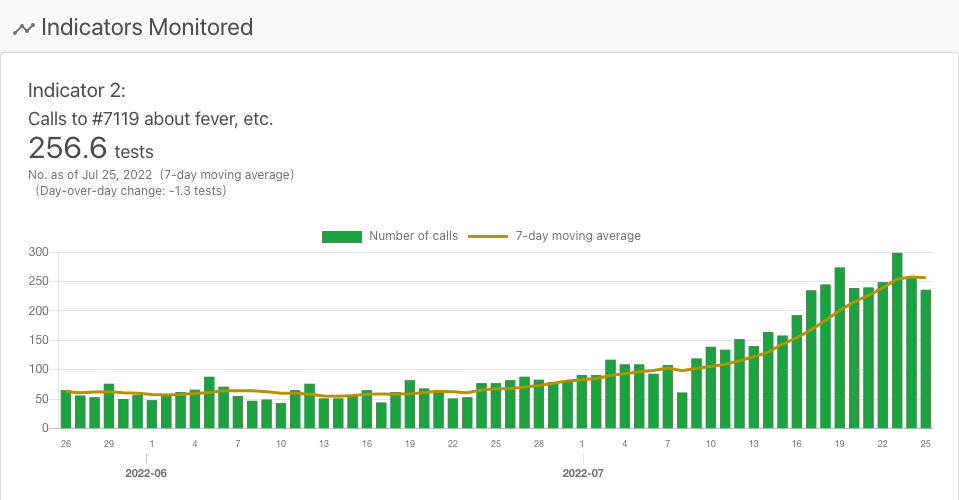 Indicators Monitored
Indicator 2:
Calls to #7119 about fever, etc.
256.6 tests
No. as of Jul 25, 2022 (7-day moving average)
(Day-over-day change: -1.3 tests)
Number of calls 7-day moving average
300
250
200
150
100
50
0
26 29 1 4 7 10 13 16 19 22 25 28 1 4 7 10 13 16 19 22 25
2022-06 2022-07